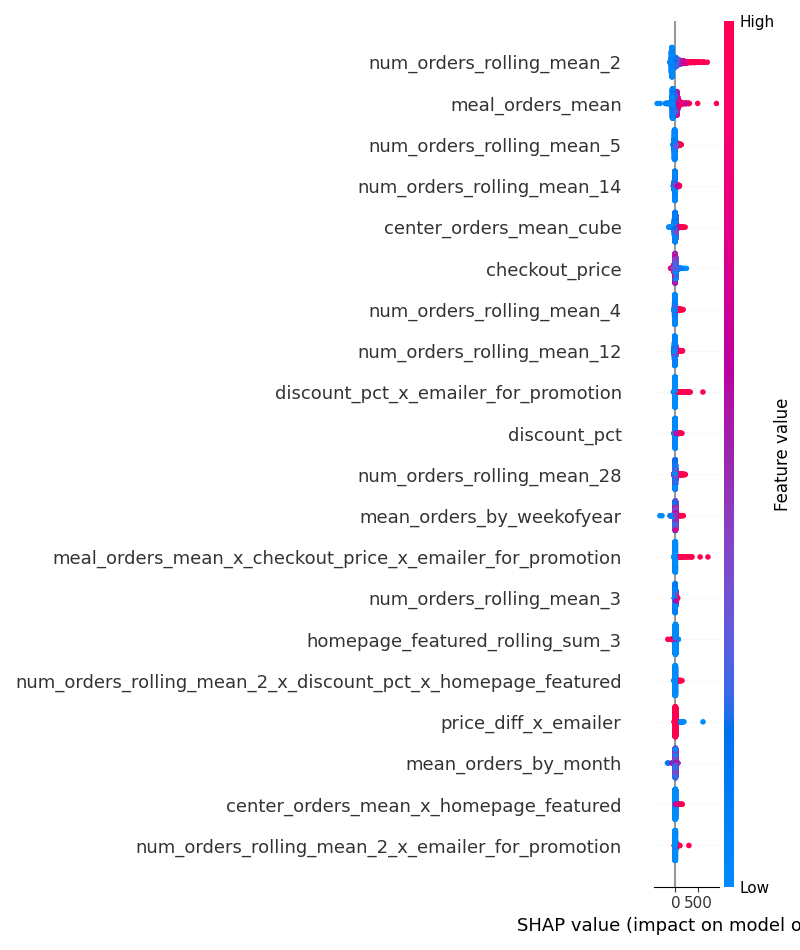 High
num_orders_rolling_mean_2
meal_orders_mean
num_orders_rolling_mean_5
num_orders_rolling_mean_14
center_orders_mean_cube
checkout_price
num_orders_rolling_mean_4
num_orders_rolling_mean_12
discount_pct_x_emailer_for_promotion
discount_pct
num_orders_rolling_mean_28
mean_orders_by_weekofyear
meal_orders_mean_x_checkout_price_x_emailer_for_promotion
num_orders_rolling_mean_3
homepage_featured_rolling_sum_3
num_orders_rolling_mean_2_x_discount_pct_x_homepage_featured
price_diff_x_emailer
mean_orders_by_month
center_orders_mean_x_homepage_featured
num_orders_rolling_mean_2_x_emailer_for_promotion
Feature value
Low
0 500
SHAP value (impact on model o